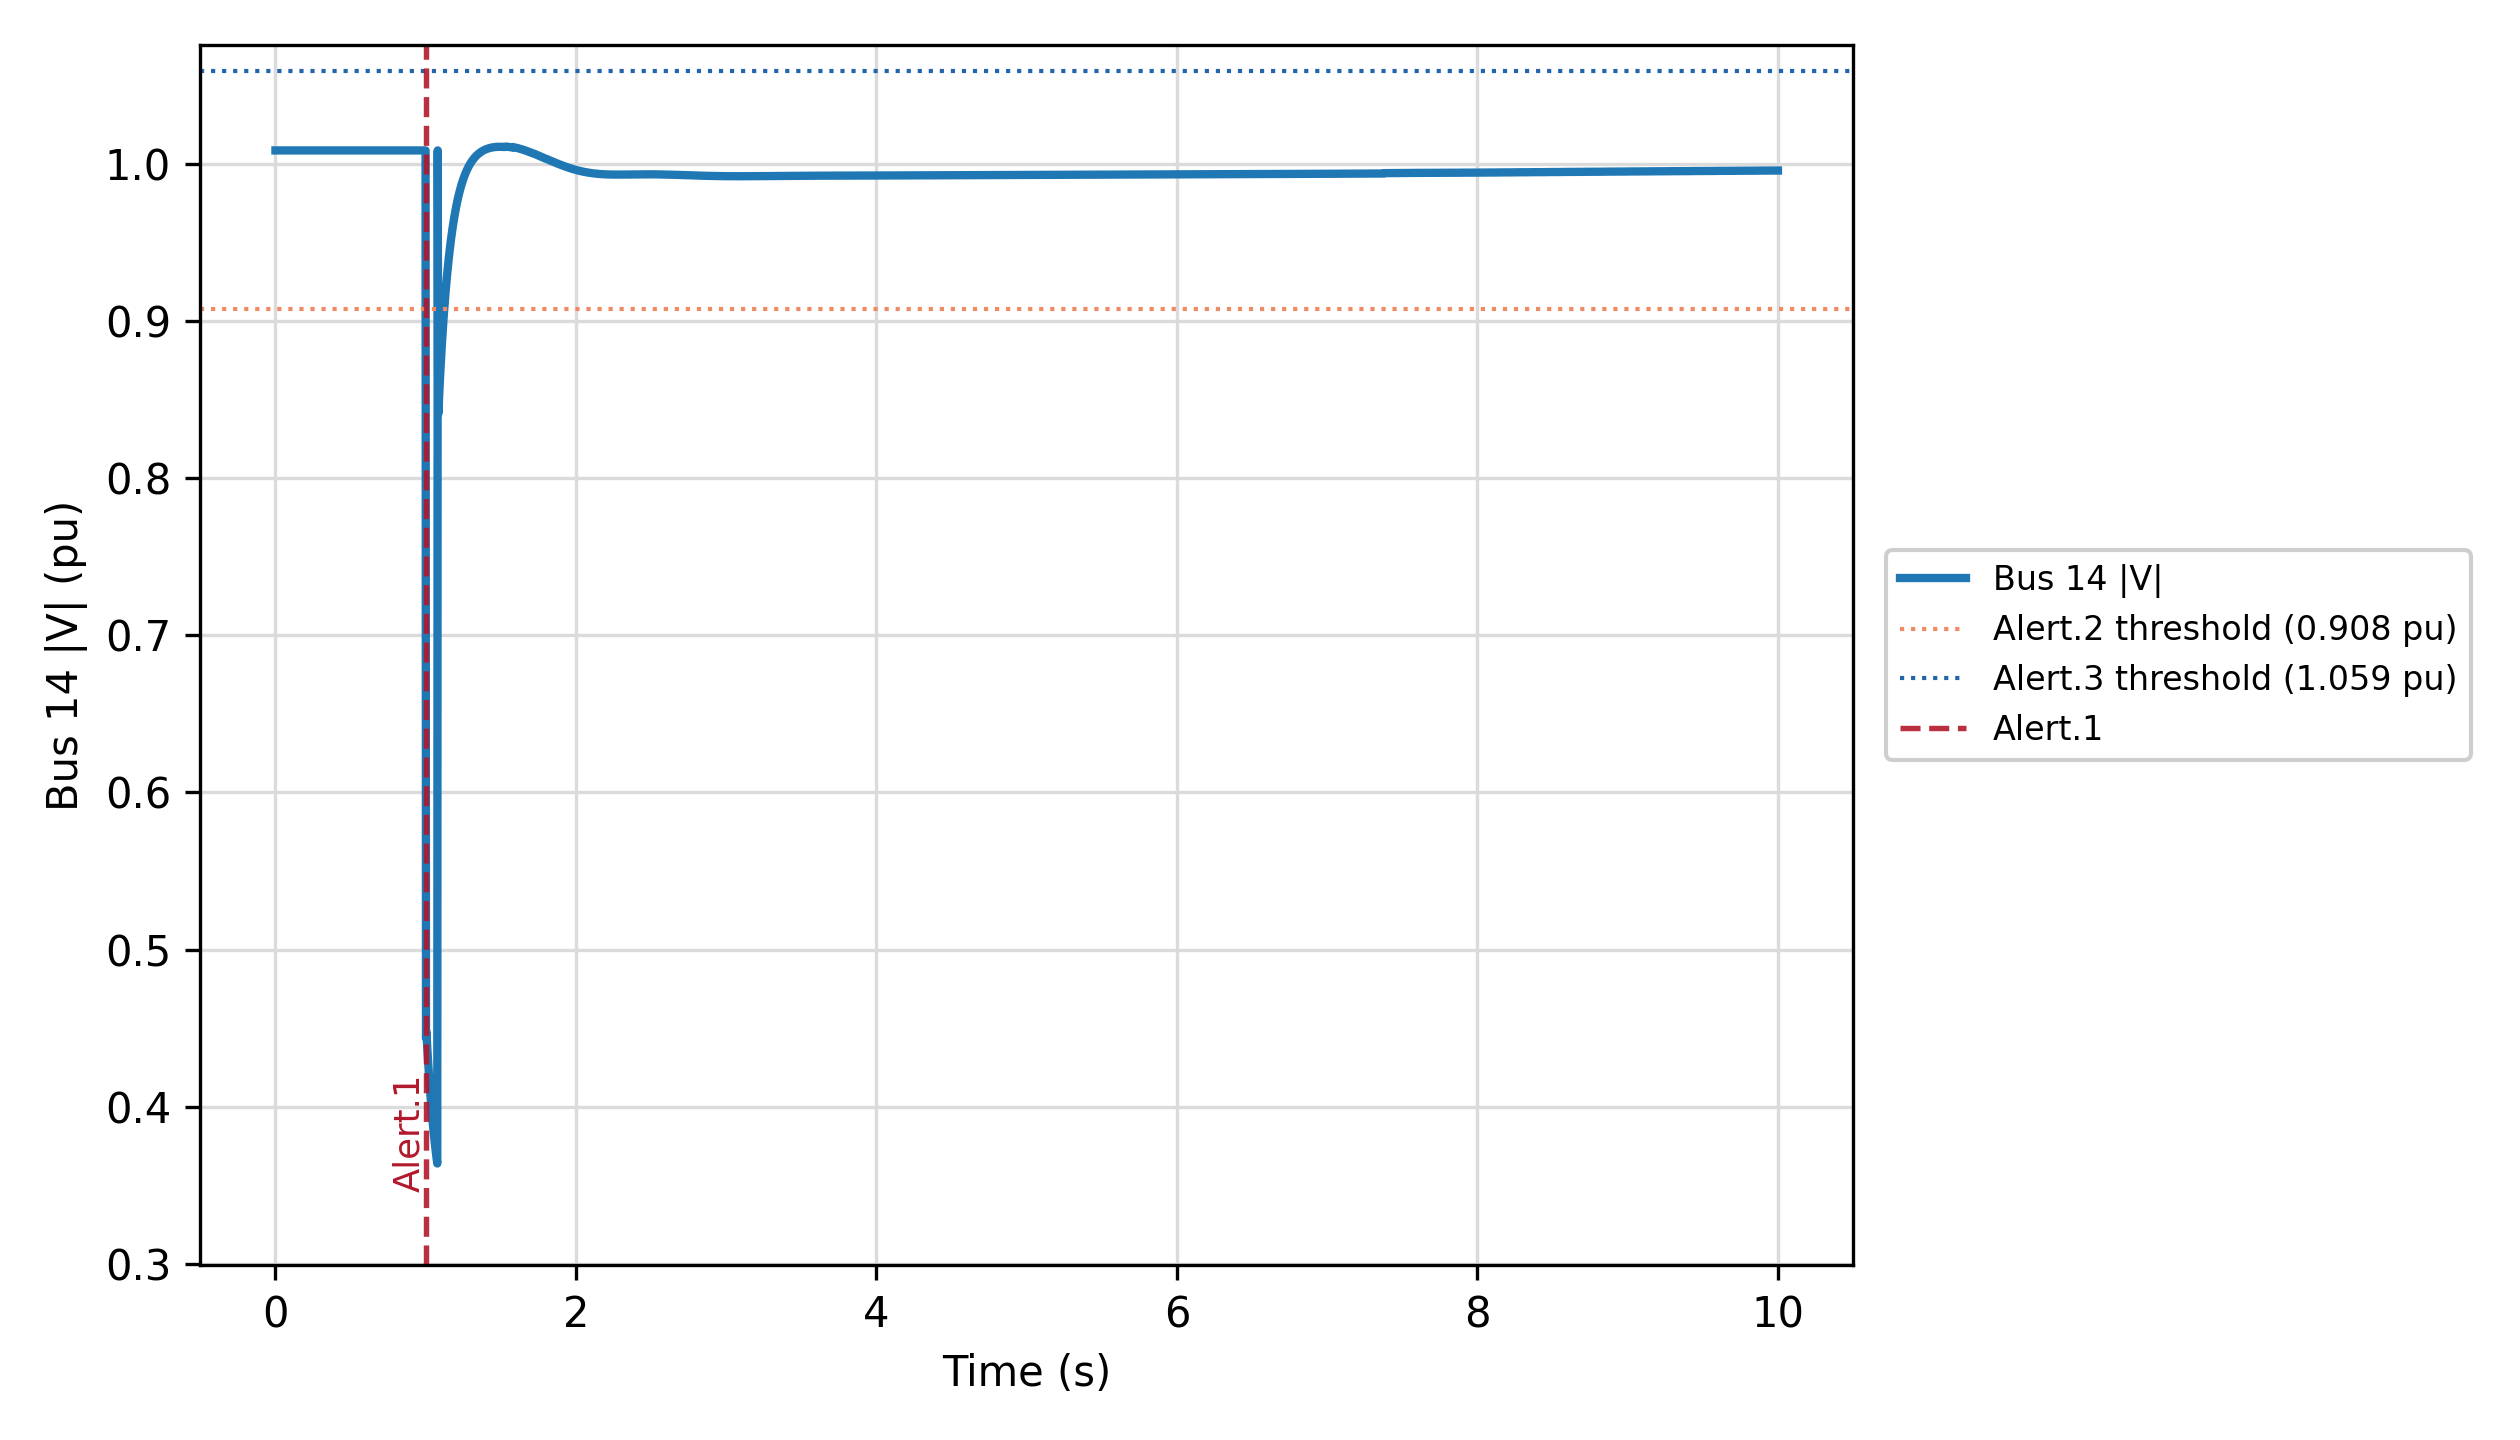 1.0
0.9
0.8
0.7
0.6
0.5
0.4
0.3
Bus 14 |V| (pu)
Alert.1
0 2 4 6 8 10
Time (s)
Bus 14 |V|
Alert.2 threshold (0.908 pu)
Alert.3 threshold (1.059 pu)
Alert.1